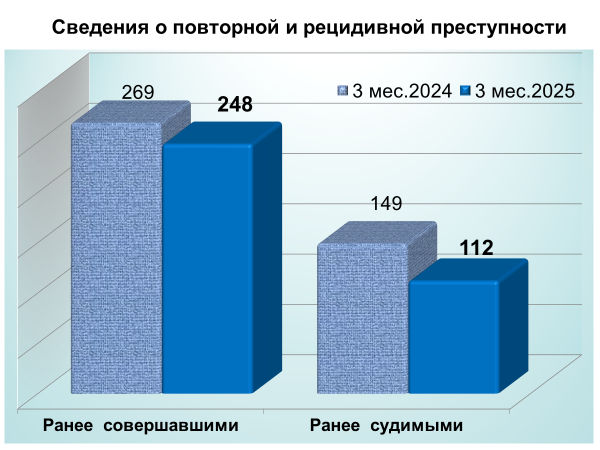 Сведения о повторной и рецидивной преступности
3 мес.2024 3 мес.2025
269
248
149
112
Ранее совершавшими Ранее судимыми